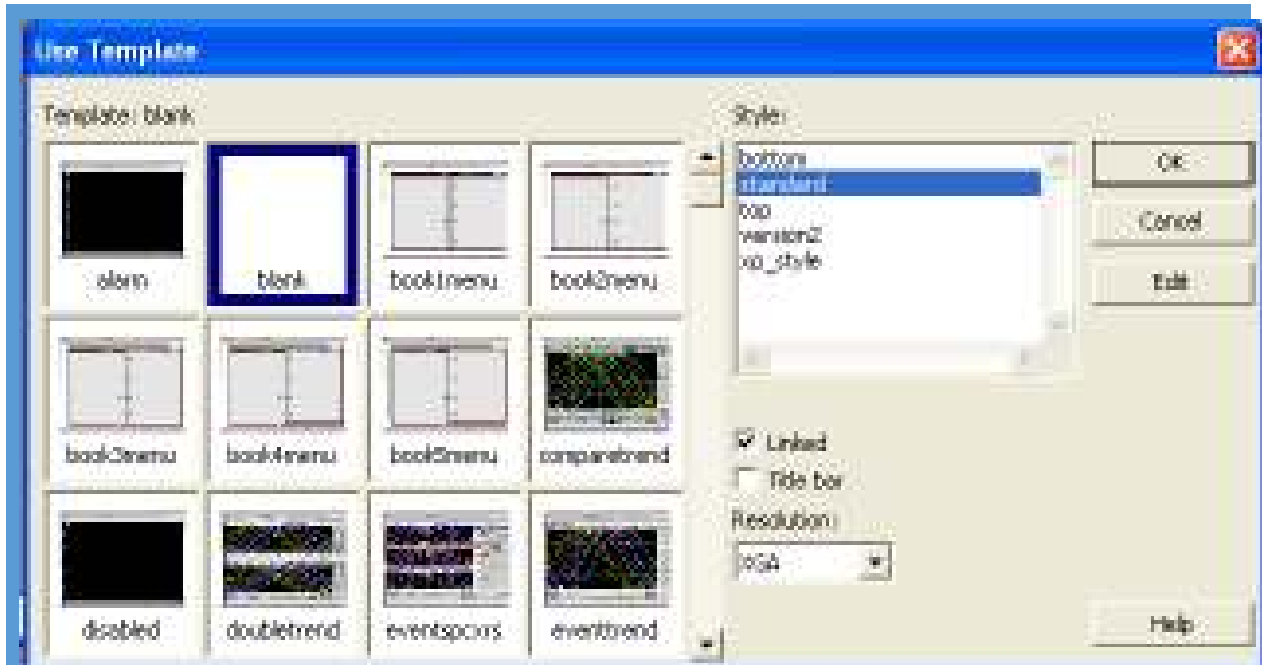 Use Template
Template: blank
alarm
blank
book1menu
book2menu
book3menu
book4menu
book5menu
comparetrend
disabled
doubletrend
eventtrend
Style:
bottom
standard
top
version2
xp_style
Linked
Title bar
Resolution:
XGA
OK
Cancel
Edit
Help